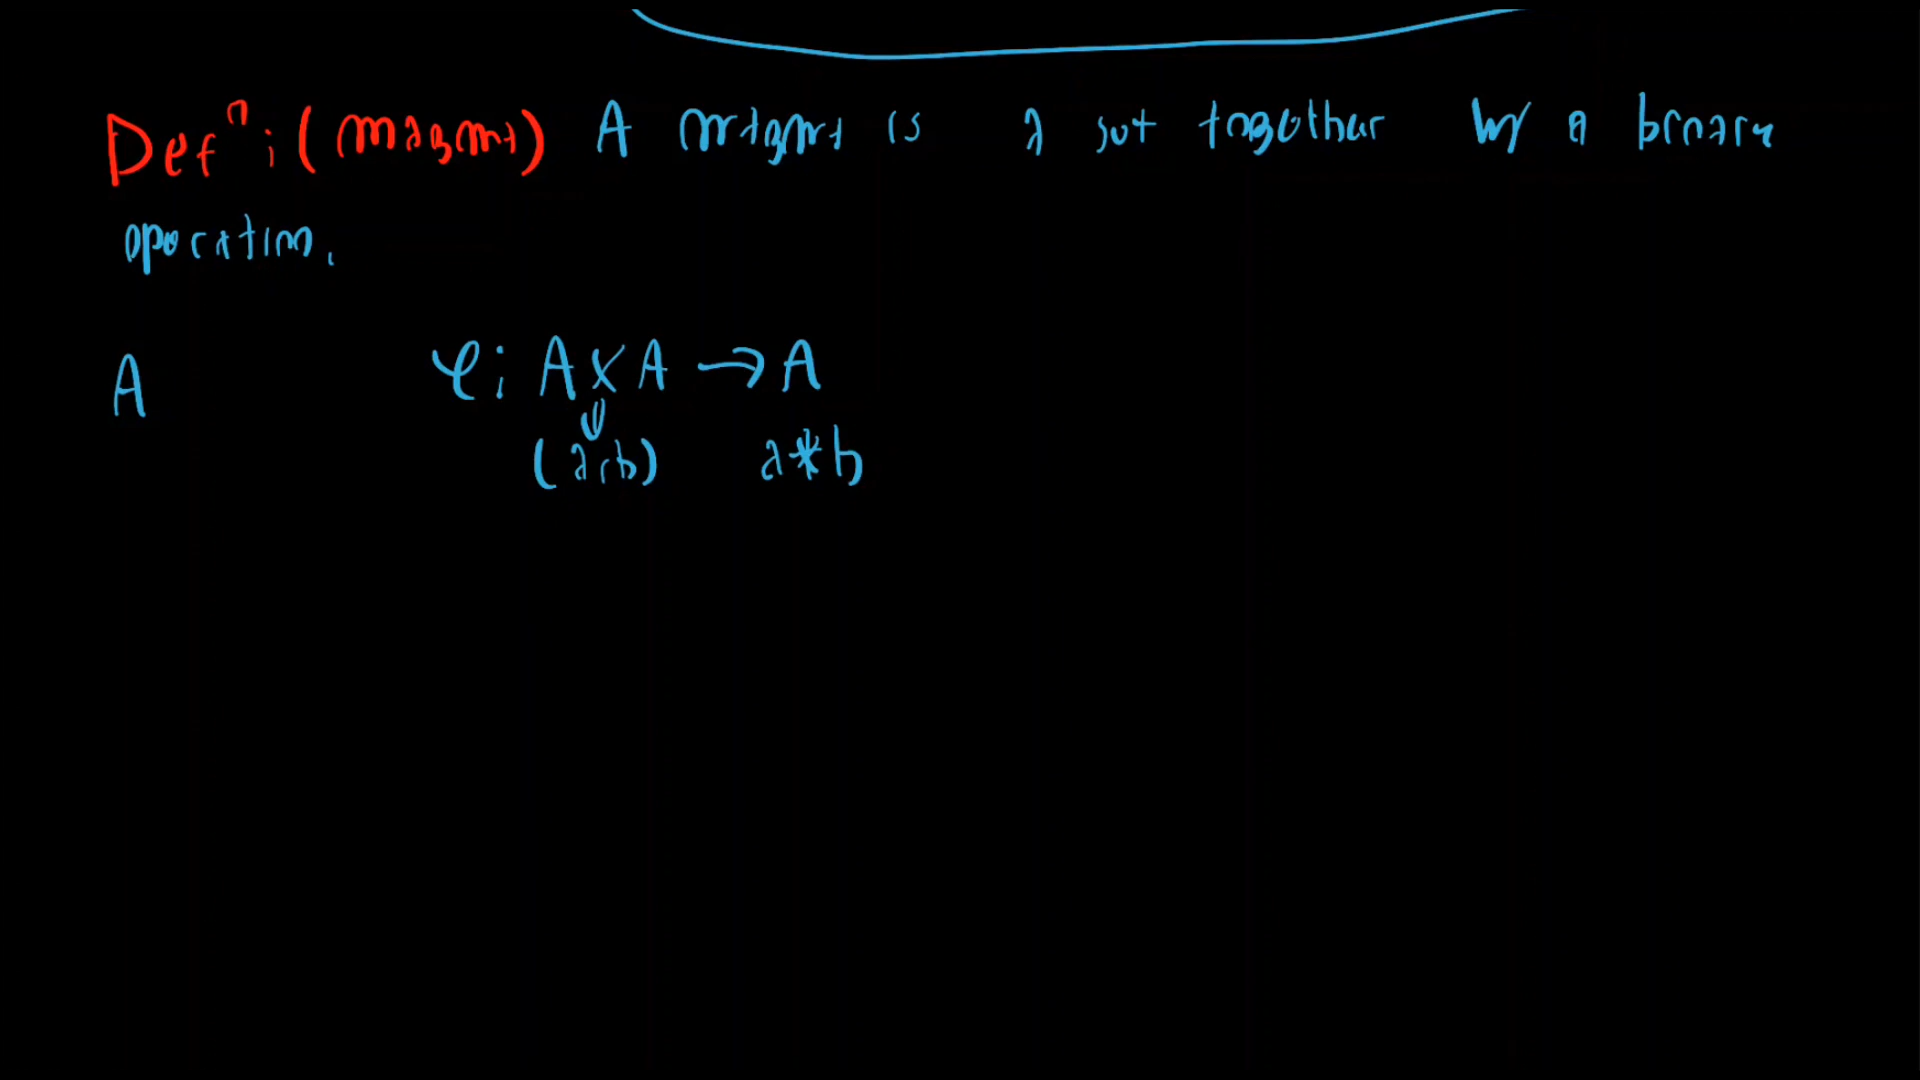 Defⁿ: (magma) A magma is a set together w/ a binary
operation.
A φ: A×A → A
(a,b) a*b